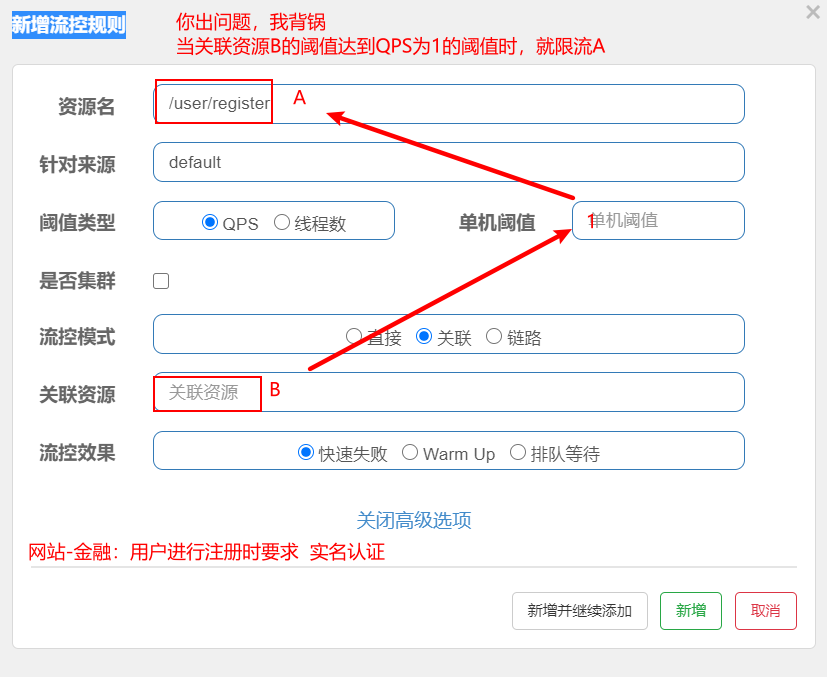 新增流控规则
你出问题，我背锅
当关联资源B的阈值达到QPS为1的阈值时，就限流A
×
资源名 /user/register A
针对来源 default
阈值类型 QPS 线程数 单机阈值 1 单机阈值
是否集群
流控模式 直接 关联 链路
关联资源 关联资源 B
流控效果 快速失败 Warm Up 排队等待
关闭高级选项
网站-金融：用户进行注册时要求 实名认证
新增并继续添加 新增 取消